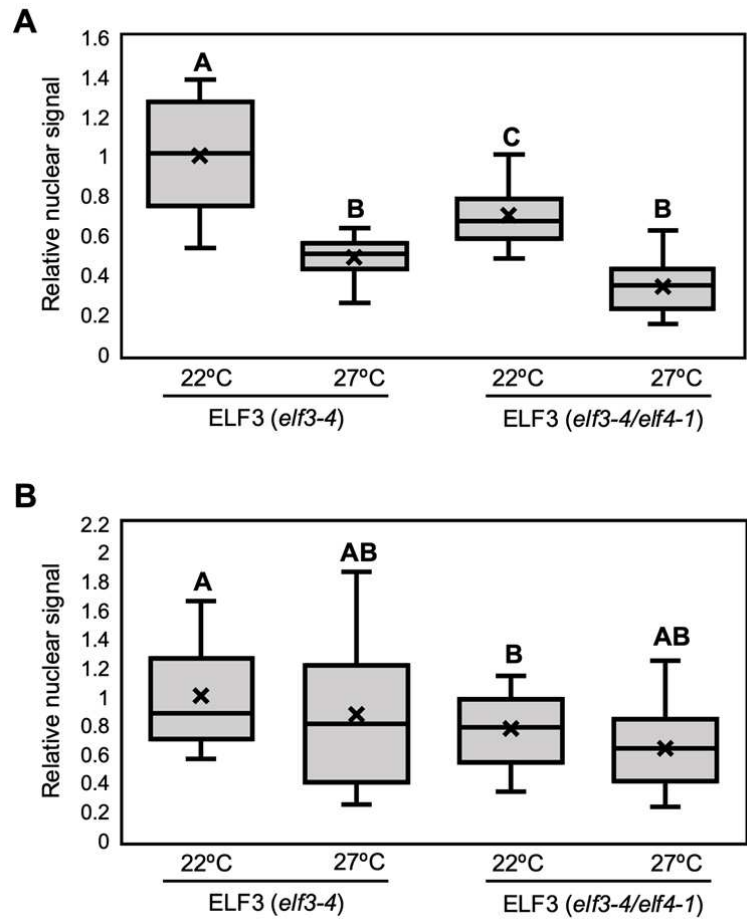 A
1.6
1.4
1.2
1
0.8
0.6
0.4
0.2
0
Relative nuclear signal
A
B
C
B
22ºC 27ºC 22ºC 27ºC
ELF3 (elf3-4) ELF3 (elf3-4/elf4-1)
B
2.2
2
1.8
1.6
1.4
1.2
1
0.8
0.6
0.4
0.2
0
Relative nuclear signal
A
AB
B
AB
22ºC 27ºC 22ºC 27ºC
ELF3 (elf3-4) ELF3 (elf3-4/elf4-1)